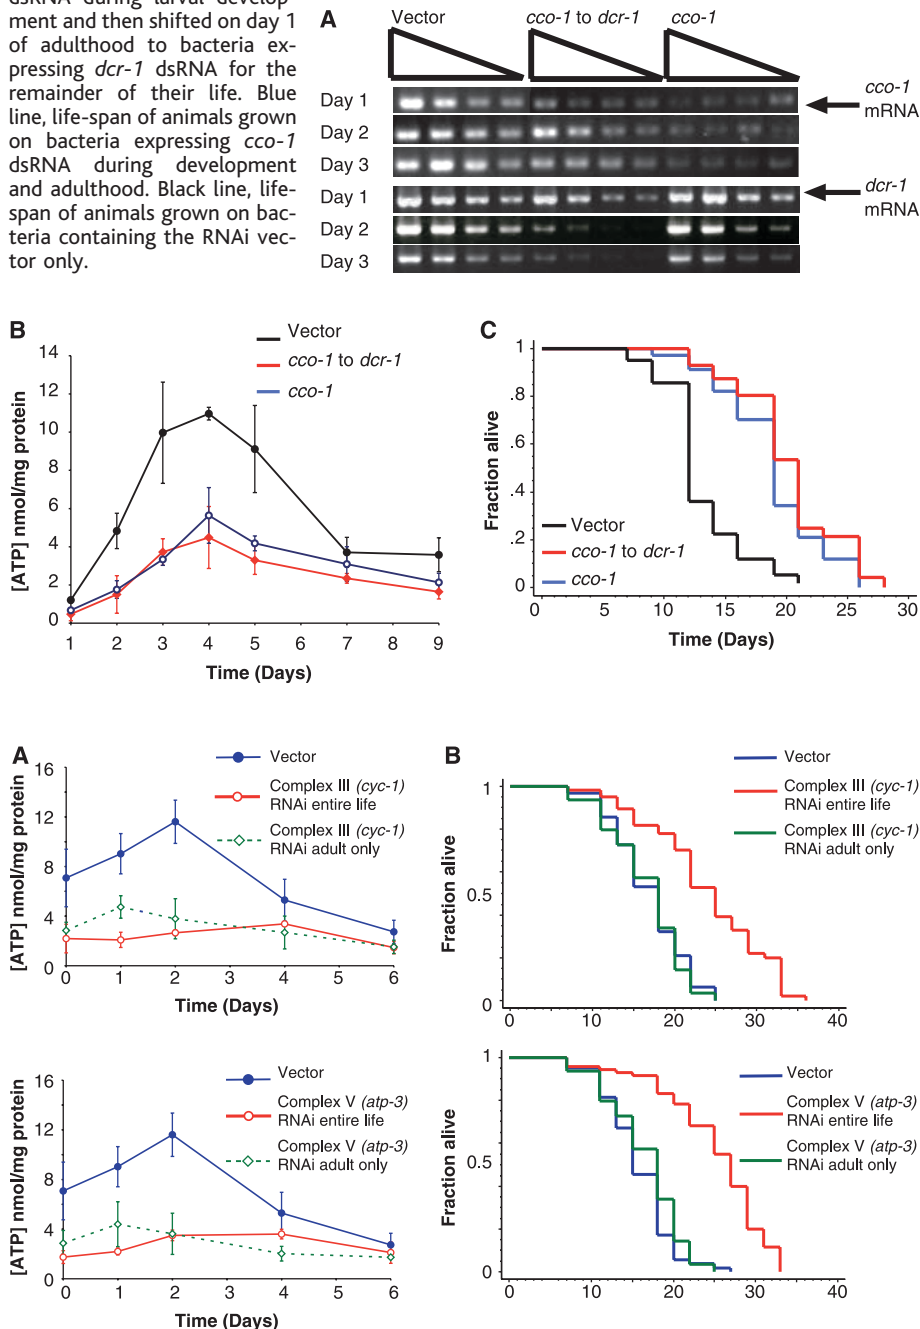 dsRNA during larval develop-
ment and then shifted on day 1
of adulthood to bacteria ex-
pressing dcr-1 dsRNA for the
remainder of their life. Blue
line, life-span of animals grown
on bacteria expressing cco-1
dsRNA during development
and adulthood. Black line, life-
span of animals grown on bac-
teria containing the RNAi vec-
tor only.
A
Vector
cco-1 to dcr-1
cco-1
Day 1
Day 2
Day 3
Day 1
Day 2
Day 3
cco-1
mRNA
dcr-1
mRNA
B
Vector
cco-1 to dcr-1
cco-1
[ATP] nmol/mg protein
14
12
10
8
6
4
2
0
1 2 3 4 5 6 7 8 9
Time (Days)
C
Fraction alive
1
.8
.6
.4
.2
0
Vector
cco-1 to dcr-1
cco-1
0 5 10 15 20 25 30
Time (Days)
A
Vector
Complex III (cyc-1)
RNAi entire life
Complex III (cyc-1)
RNAi adult only
[ATP] nmol/mg protein
16
12
8
4
0
0 1 2 3 4 5 6
Time (Days)
B
Vector
Complex III (cyc-1)
RNAi entire life
Complex III (cyc-1)
RNAi adult only
Fraction alive
1
0.5
0
0 10 20 30 40
Vector
Complex V (atp-3)
RNAi entire life
Complex V (atp-3)
RNAi adult only
[ATP] nmol/mg protein
16
12
8
4
0
0 1 2 3 4 5 6
Time (Days)
Vector
Complex V (atp-3)
RNAi entire life
Complex V (atp-3)
RNAi adult only
Fraction alive
1
0.5
0
0 10 20 30 40
Time (Days)